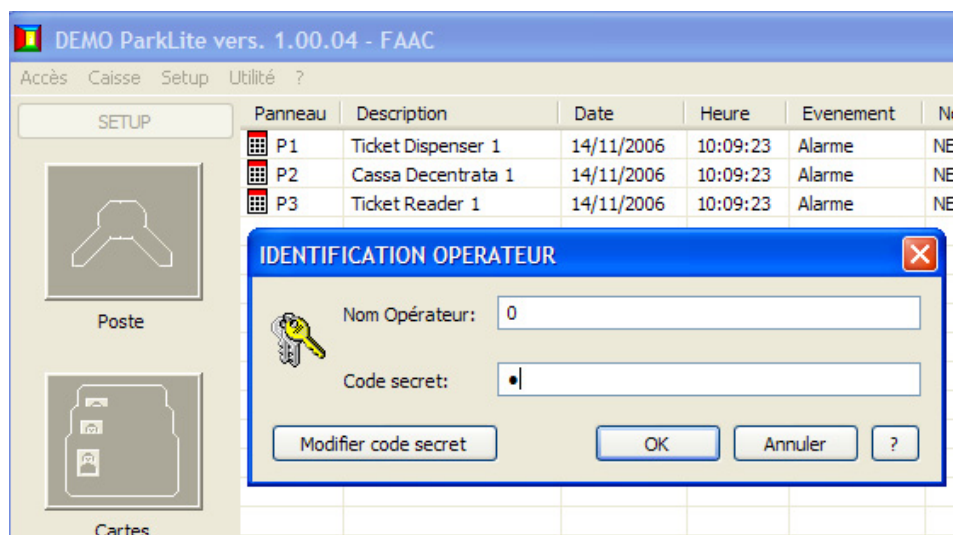 DEMO ParkLite vers. 1.00.04 - FAAC
Accès Caisse Setup Utilité ?
SETUP
Panneau Description Date Heure Evenement
P1 Ticket Dispenser 1 14/11/2006 10:09:23 Alarme NE
P2 Cassa Decentrata 1 14/11/2006 10:09:23 Alarme NE
P3 Ticket Reader 1 14/11/2006 10:09:23 Alarme NE
IDENTIFICATION OPERATEUR
Nom Opérateur: 0
Poste
Code secret: ●
Modifier code secret OK Annuler ?
Cartes